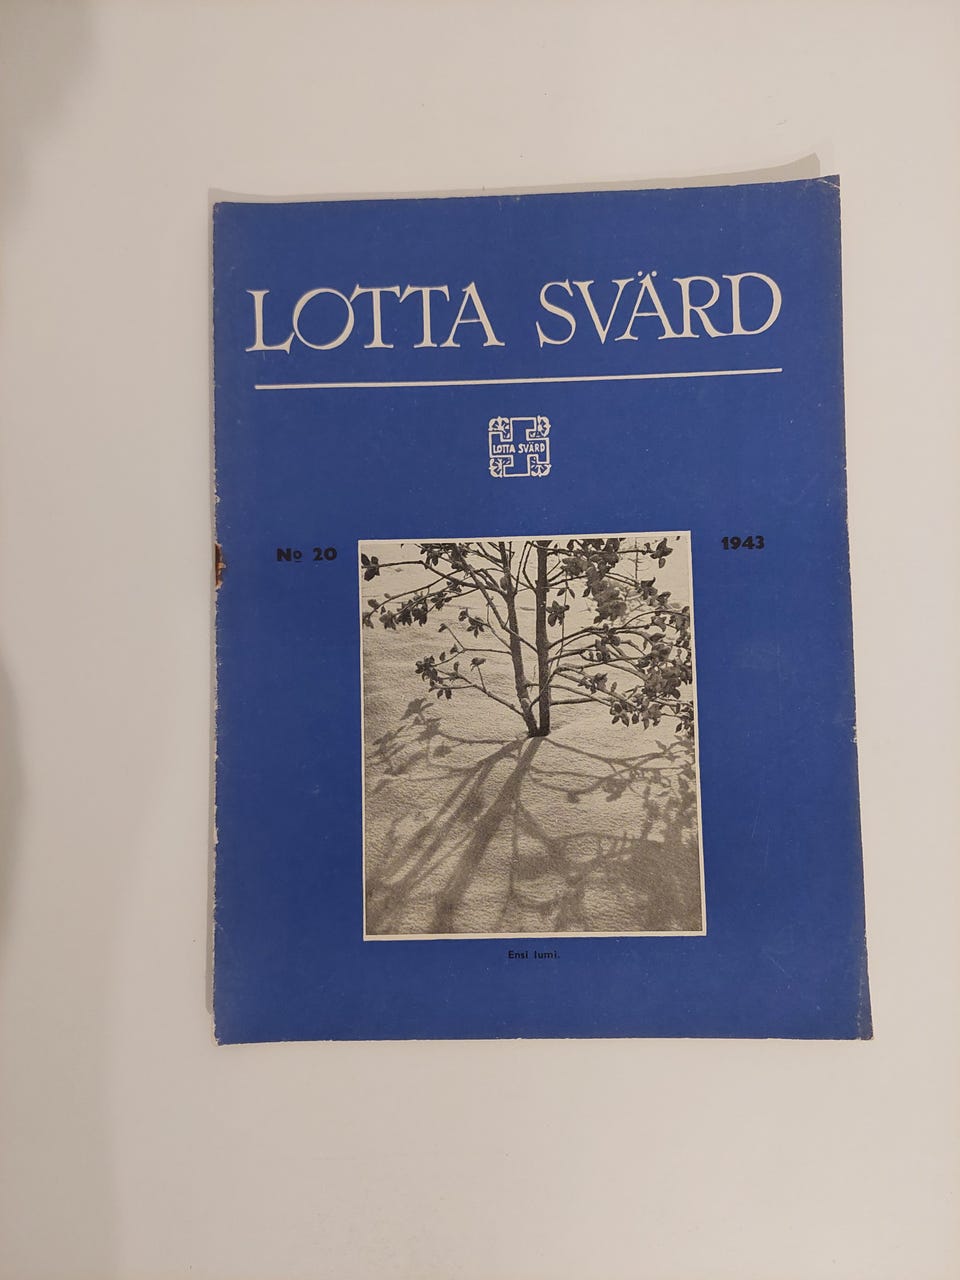 LOTTA SVÄRD
LOTTA SVÄRD
No 20
1943
Ensi lumi.